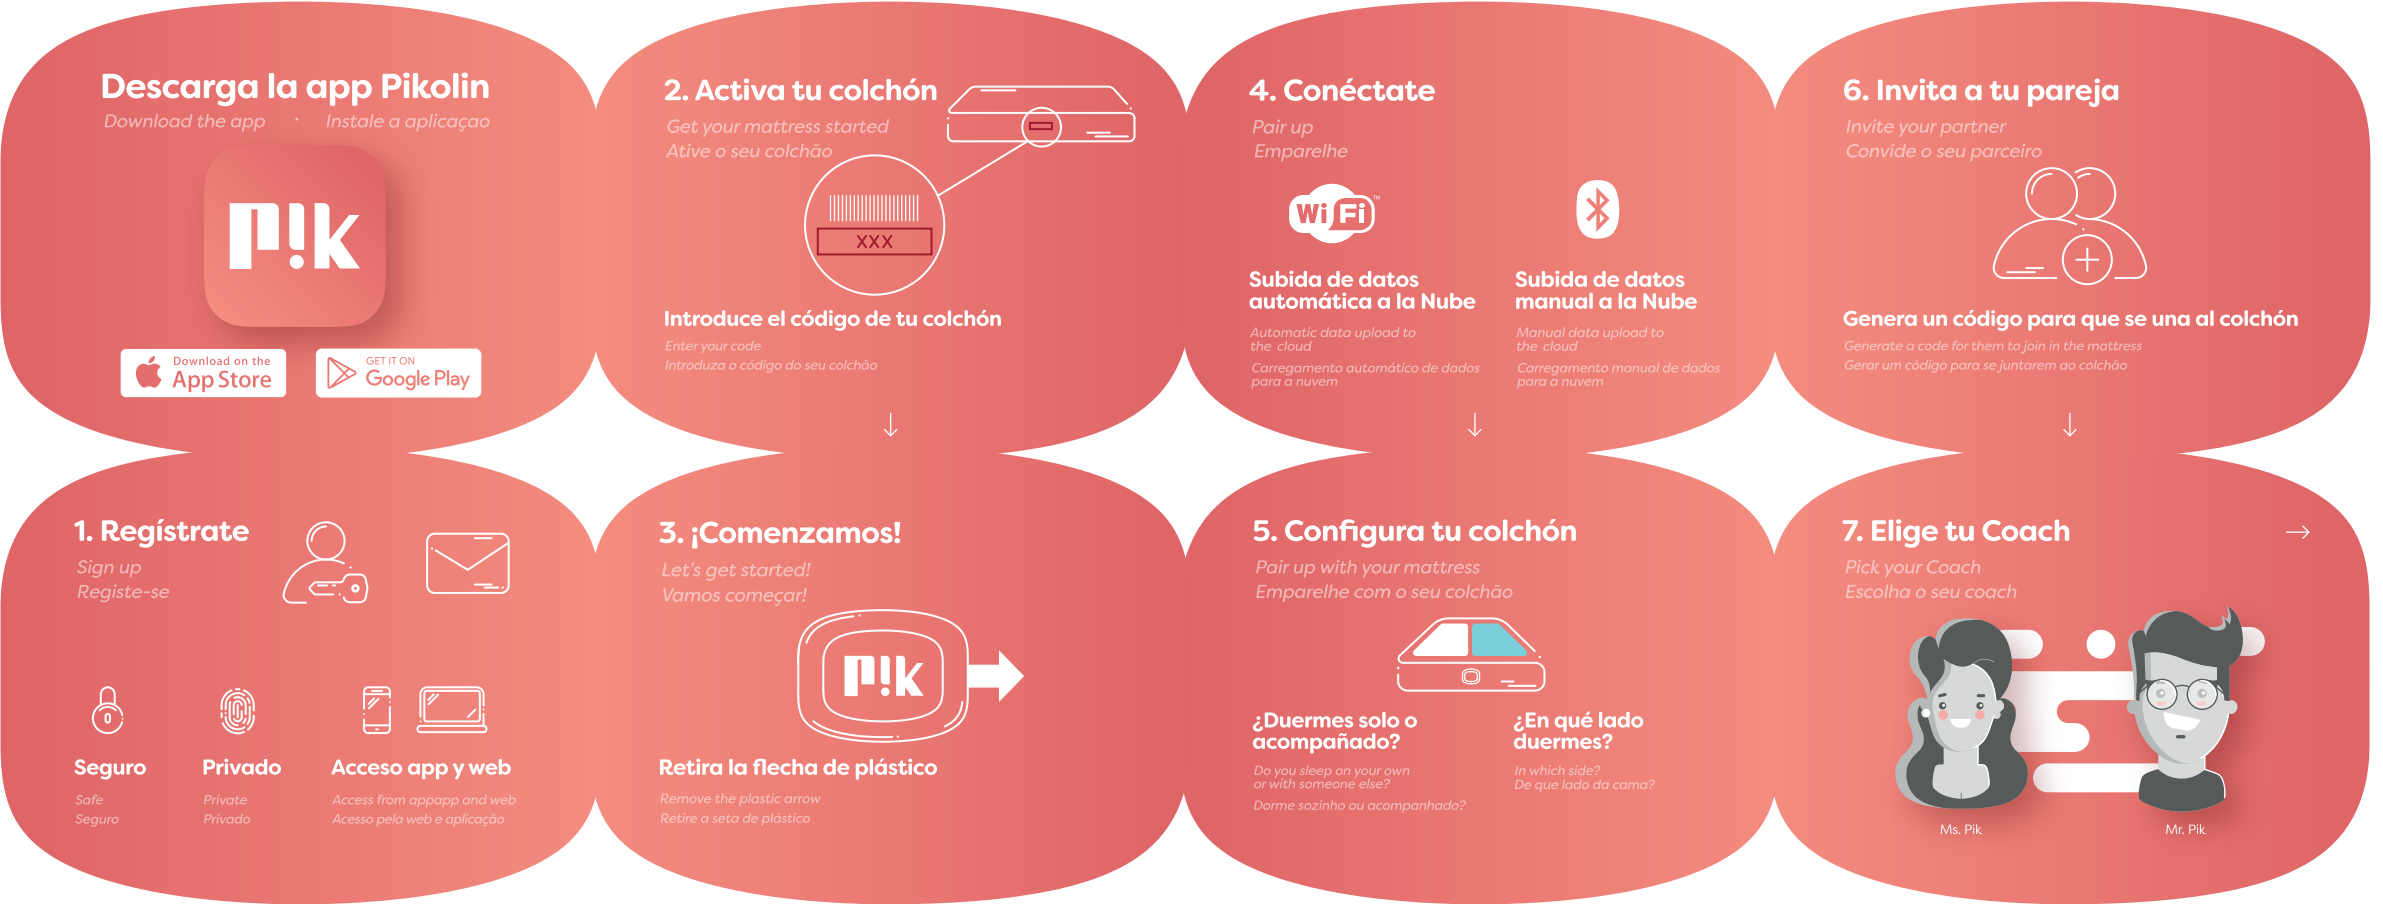 Descarga la app Pikolin
Download the app · Instale a aplicaçao
P!k
Download on the
App Store
GET IT ON
Google Play
1. Regístrate
Sign up
Registe-se
Seguro
Safe
Seguro
Privado
Private
Privado
Acceso app y web
Access from appapp and web
Acesso pela web e aplicação
2. Activa tu colchón
Get your mattress started
Ative o seu colchão
XXX
Introduce el código de tu colchón
Enter your code
Introduza o código do seu colchão
3. ¡Comenzamos!
Let's get started!
Vamos começar!
P!k
Retira la flecha de plástico
Remove the plastic arrow
Retire a seta de plástico
4. Conéctate
Pair up
Emparelhe
Wi Fi TM
Subida de datos
automática a la Nube
Automatic data upload to
the cloud
Carregamento automático de dados
para a nuvem
Subida de datos
manual a la Nube
Manual data upload to
the cloud
Carregamento manual de dados
para a nuvem
5. Configura tu colchón
Pair up with your mattress
Emparelhe com o seu colchão
¿Duermes solo o
acompañado?
Do you sleep on your own
or with someone else?
Dorme sozinho ou acompanhado?
¿En qué lado
duermes?
In which side?
De que lado da cama?
6. Invita a tu pareja
Invite your partner
Convide o seu parceiro
Genera un código para que se una al colchón
Generate a code for them to join in the mattress
Gerar um código para se juntarem ao colchão
7. Elige tu Coach
Pick your Coach
Escolha o seu coach
Ms. Pik
Mr. Pik